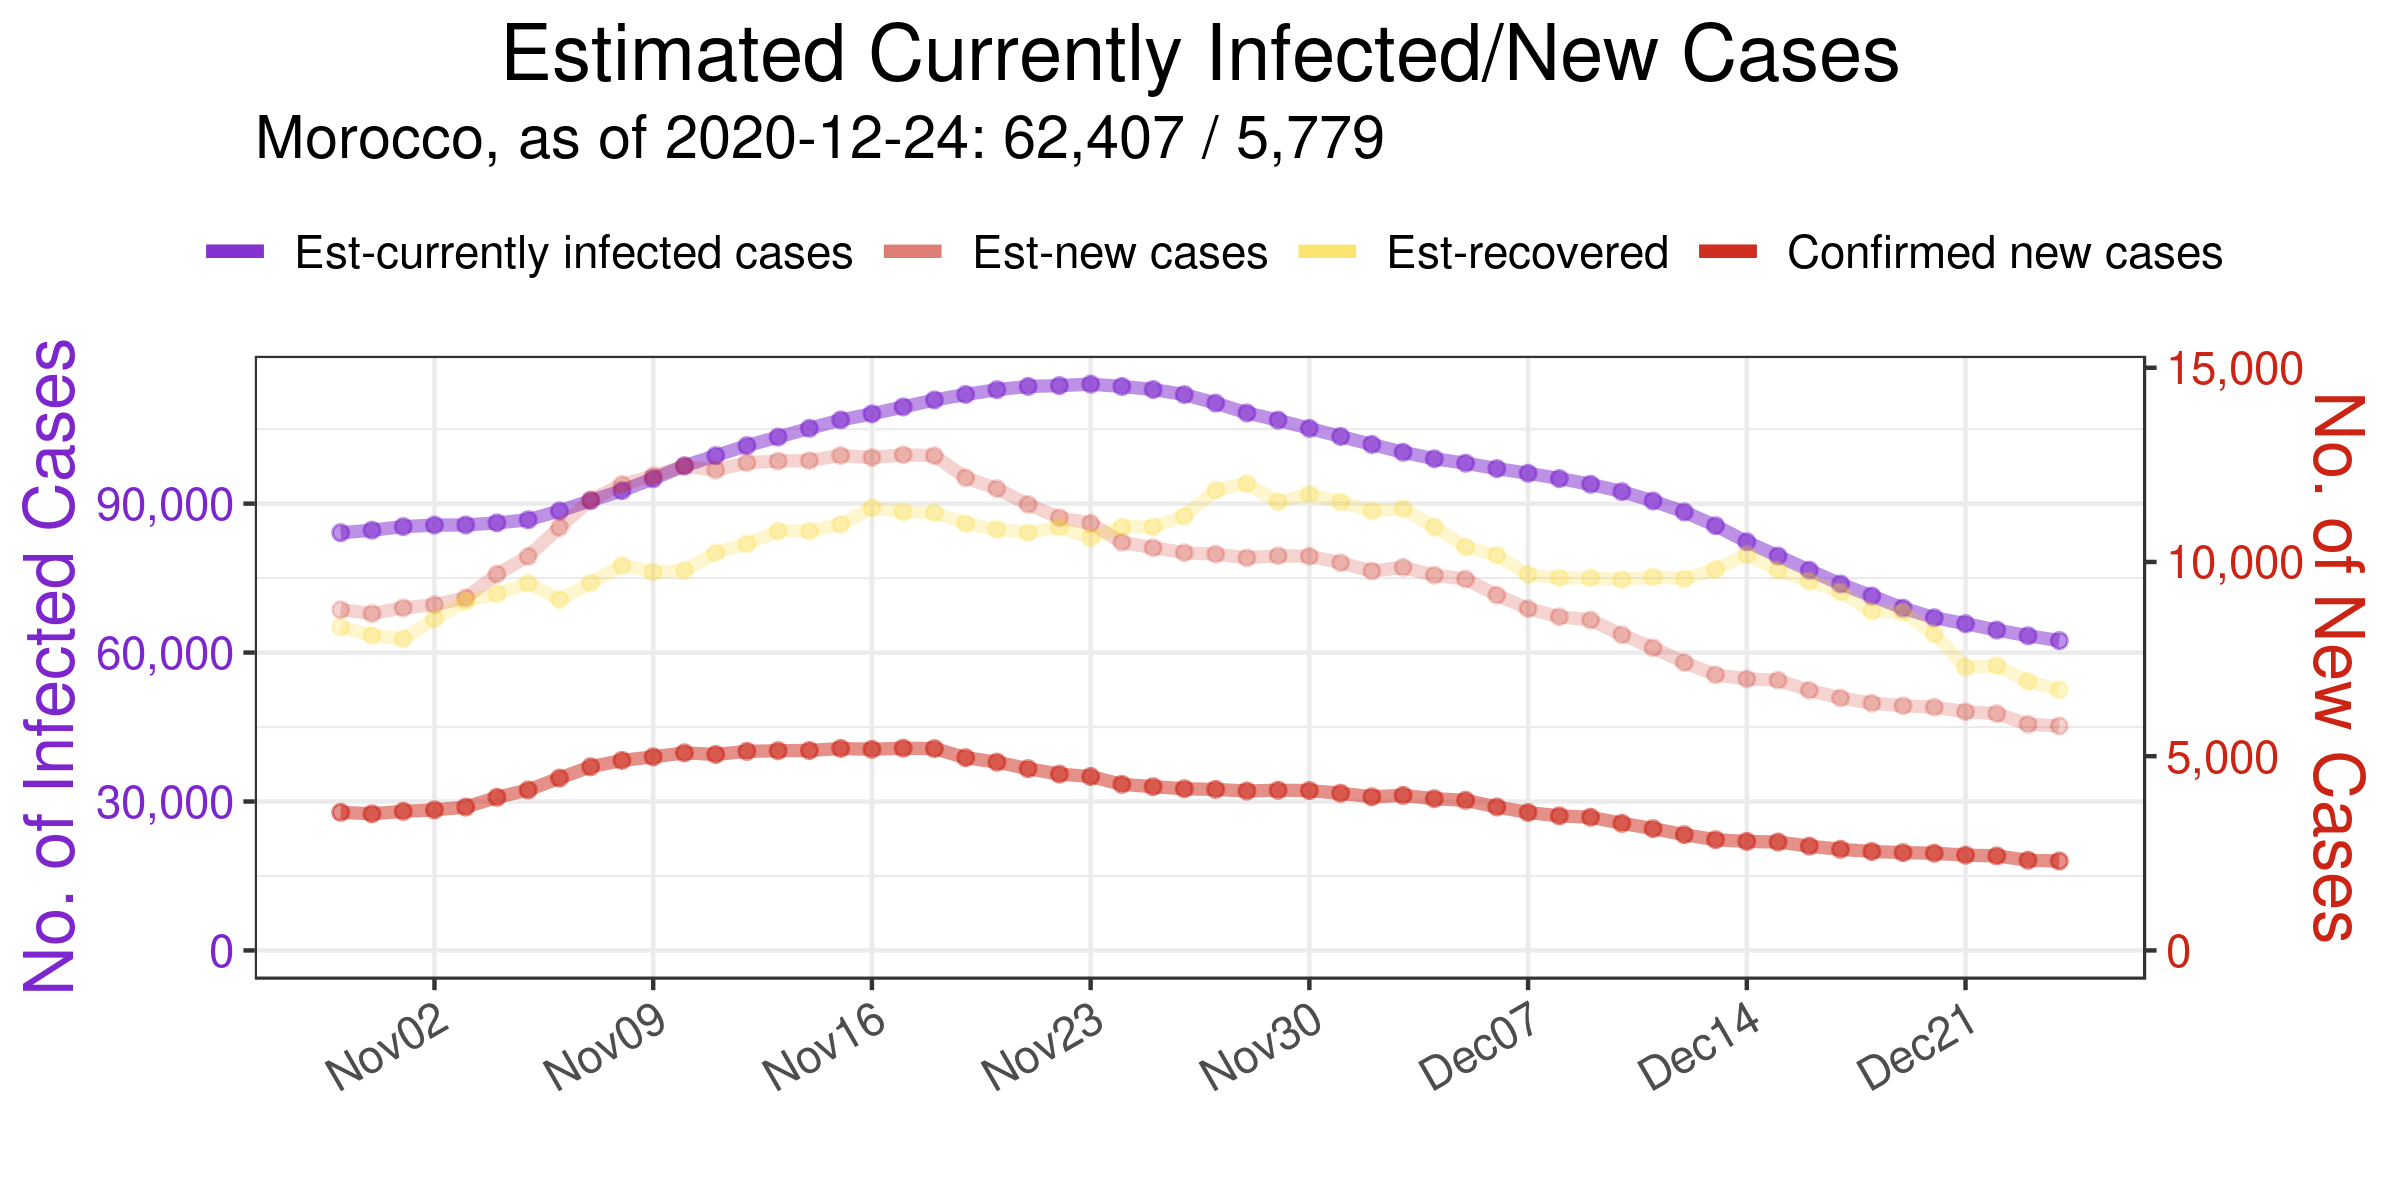 Estimated Currently Infected/New Cases
Morocco, as of 2020-12-24: 62,407 / 5,779
Est-currently infected cases Est-new cases Est-recovered Confirmed new cases
No. of Infected Cases
90,000
60,000
30,000
0
15,000
10,000
5,000
0
No. of New Cases
Nov02 Nov09 Nov16 Nov23 Nov30 Dec07 Dec14 Dec21